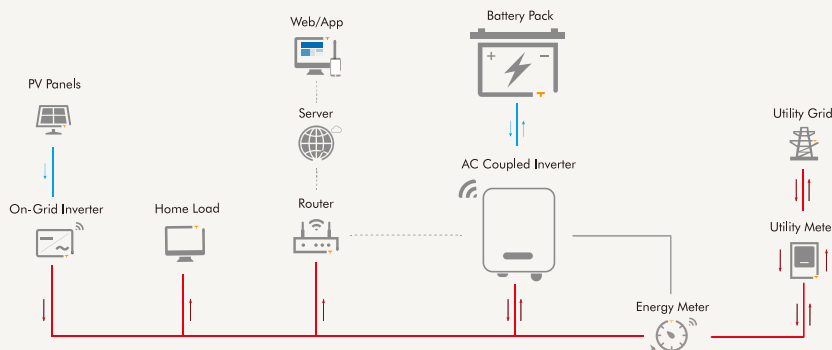 Web/App
Battery Pack
PV Panels
Server
Utility Grid
AC Coupled Inverter
On-Grid Inverter
Home Load
Router
Utility Mete
Energy Meter